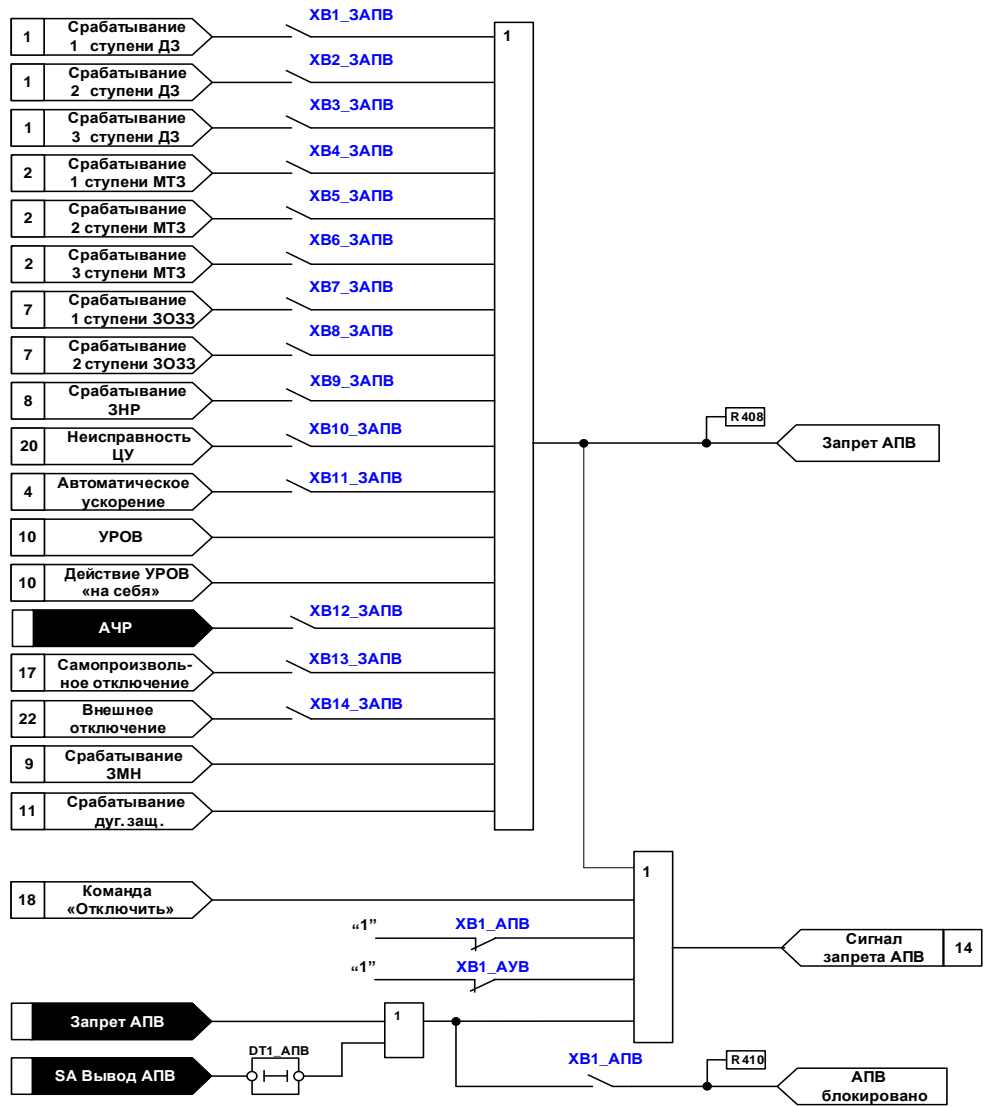 ХВ1_ЗАПВ
1
Срабатывание
1 ступени ДЗ
1
ХВ2_ЗАПВ
1
Срабатывание
2 ступени ДЗ
ХВ3_ЗАПВ
1
Срабатывание
3 ступени ДЗ
ХВ4_ЗАПВ
2
Срабатывание
1 ступени МТЗ
ХВ5_ЗАПВ
2
Срабатывание
2 ступени МТЗ
ХВ6_ЗАПВ
2
Срабатывание
3 ступени МТЗ
ХВ7_ЗАПВ
7
Срабатывание
1 ступени ЗОЗЗ
ХВ8_ЗАПВ
7
Срабатывание
2 ступени ЗОЗЗ
ХВ9_ЗАПВ
8
Срабатывание
ЗНР
R408
Запрет АПВ
ХВ10_ЗАПВ
20
Неисправность
ЦУ
ХВ11_ЗАПВ
4
Автоматическое
ускорение
10
УРОВ
10
Действие УРОВ
«на себя»
АЧР
ХВ12_ЗАПВ
17
Самопроизволь-
ное отключение
ХВ13_ЗАПВ
22
Внешнее
отключение
ХВ14_ЗАПВ
9
Срабатывание
ЗМН
11
Срабатывание
дуг. защ.
1
18
Команда
«Отключить»
“1”
ХВ1_АПВ
Сигнал
запрета АПВ
14
“1”
ХВ1_АУВ
Запрет АПВ
1
SA Вывод АПВ
DT1_АПВ
ХВ1_АПВ
R410
АПВ
блокировано